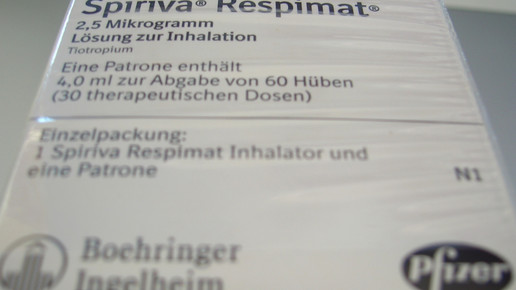 Spiriva® Respimat®
2,5 Mikrogramm
Lösung zur Inhalation
Tiotropium
Eine Patrone enthält
4,0 ml zur Abgabe von 60 Hüben
(30 therapeutischen Dosen)
Einzelpackung:
1 Spiriva Respimat Inhalator und
eine Patrone
N1
Boehringer
Ingelheim
Pfizer